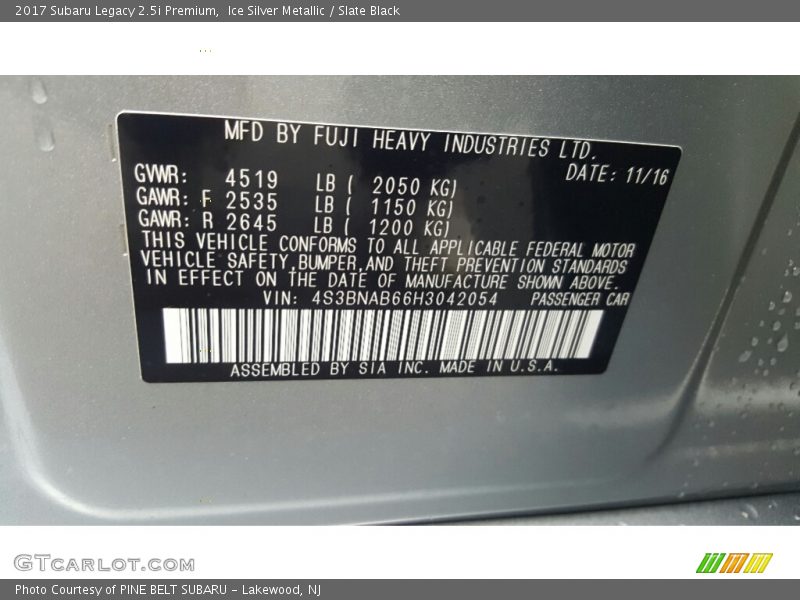 2017 Subaru Legacy 2.5i Premium,  Ice Silver Metallic / Slate Black
MFD BY FUJI HEAVY INDUSTRIES LTD.
DATE: 11/16
GVWR: 4519 LB ( 2050 KG)
GAWR: F 2535 LB ( 1150 KG)
GAWR: R 2645 LB ( 1200 KG)
THIS VEHICLE CONFORMS TO ALL APPLICABLE FEDERAL MOTOR
VEHICLE SAFETY,BUMPER,AND THEFT PREVENTION STANDARDS
IN EFFECT ON THE DATE OF MANUFACTURE SHOWN ABOVE.
VIN: 4S3BNAB66H3042054 PASSENGER CAR
ASSEMBLED BY SIA INC. MADE IN U.S.A.
GTCARLOT.COM
Photo Courtesy of PINE BELT SUBARU - Lakewood, NJ